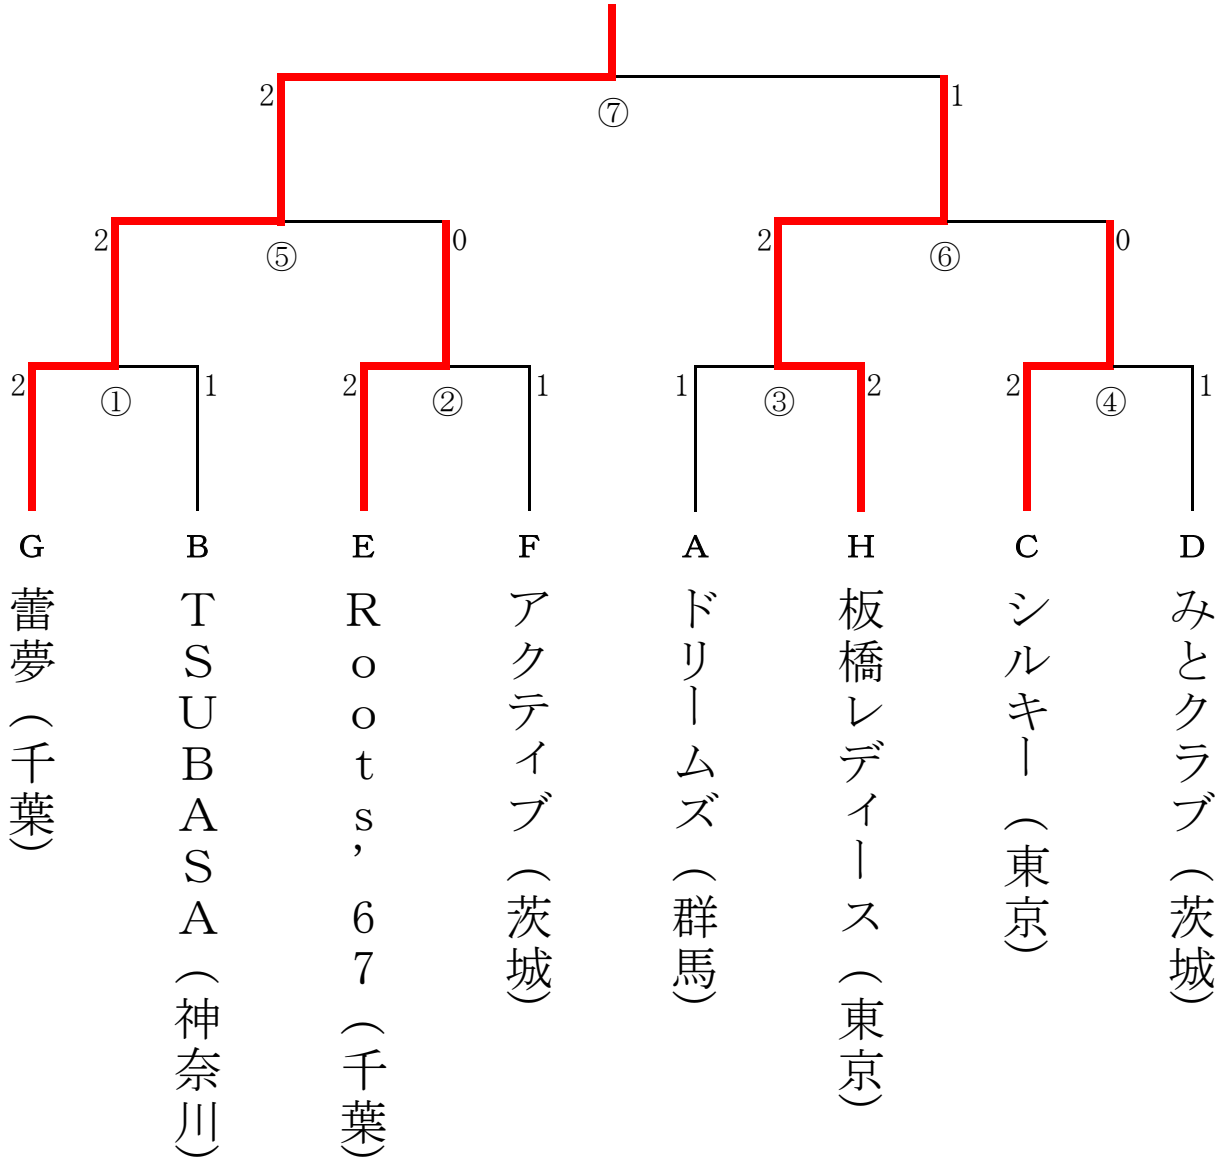 2
⑦
1
2
⑤
0
2
⑥
0
2
①
1
2
②
1
1
③
2
2
④
1
G
B
E
F
A
H
C
D
蕾夢(千葉)
TSUBASA(神奈川)
Roots’67(千葉)
アクティブ(茨城)
ドリームズ(群馬)
板橋レディース(東京)
シルキー(東京)
みとクラブ(茨城)